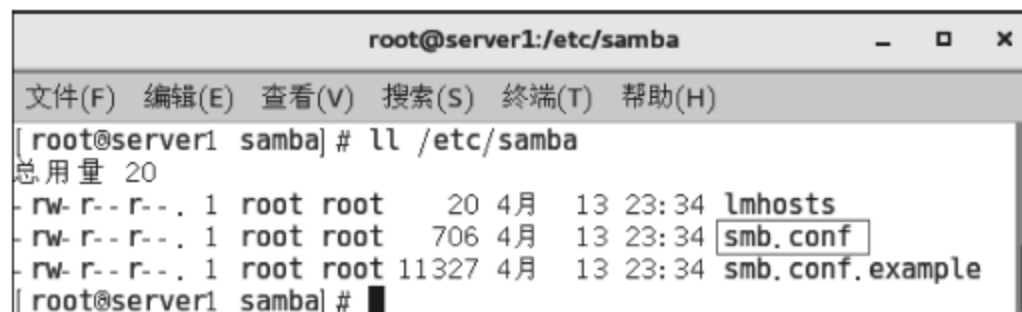 root@server1:/etc/samba
文件(F) 编辑(E) 查看(V) 搜索(S) 终端(T) 帮助(H)
[root@server1 samba]# ll /etc/samba
总用量 20
-rw-r--r--. 1 root root 20 4月 13 23:34 lmhosts
-rw-r--r--. 1 root root 706 4月 13 23:34 smb.conf
-rw-r--r--. 1 root root 11327 4月 13 23:34 smb.conf.example
[root@server1 samba]#